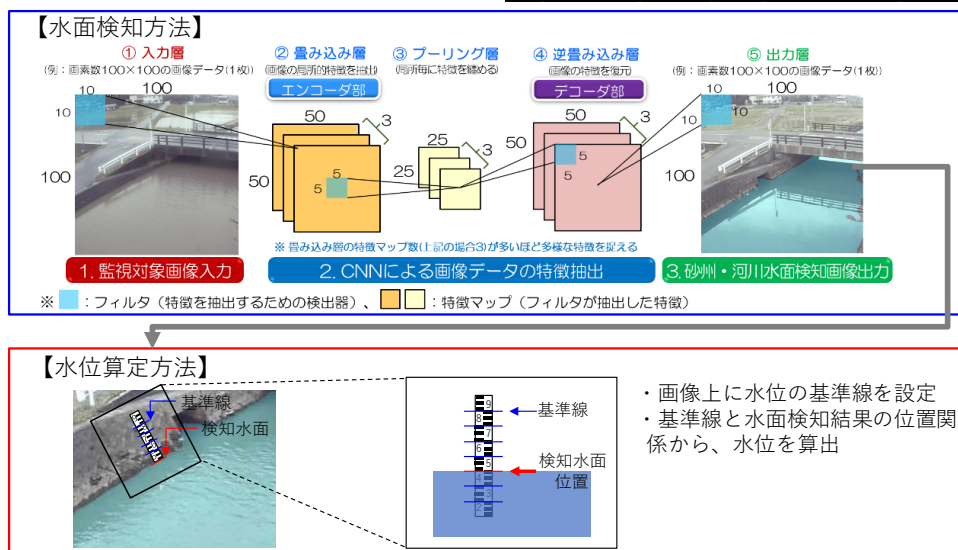 【水面検知方法】
① 入力層
② 畳み込み層
③ プーリング層
④ 逆畳み込み層
⑤ 出力層
(例：画素数100×100の画像データ(1枚))
(画像の局所的特徴を抽出)
(局所毎に特徴を纏める)
(画像の特徴を復元)
(例：画素数100×100の画像データ(1枚))
エンコーダ部
デコーダ部
10
100
10
100
50
3
50
5
5
25
3
25
50
3
50
5
5
10
100
10
10
100
※ 畳み込み層の特徴マップ数(上記の場合3)が多いほど多様な特徴を捉える
1. 監視対象画像入力
2. CNNによる画像データの特徴抽出
3. 砂州・河川水面検知画像出力
※ ：フィルタ（特徴を抽出するための検出器）、 ：特徴マップ（フィルタが抽出した特徴）
【水位算定方法】
基準線
検知水面
9
8
7
6
5
4
3
2
基準線
検知水面
位置
・画像上に水位の基準線を設定
・基準線と水面検知結果の位置関
係から、水位を算出